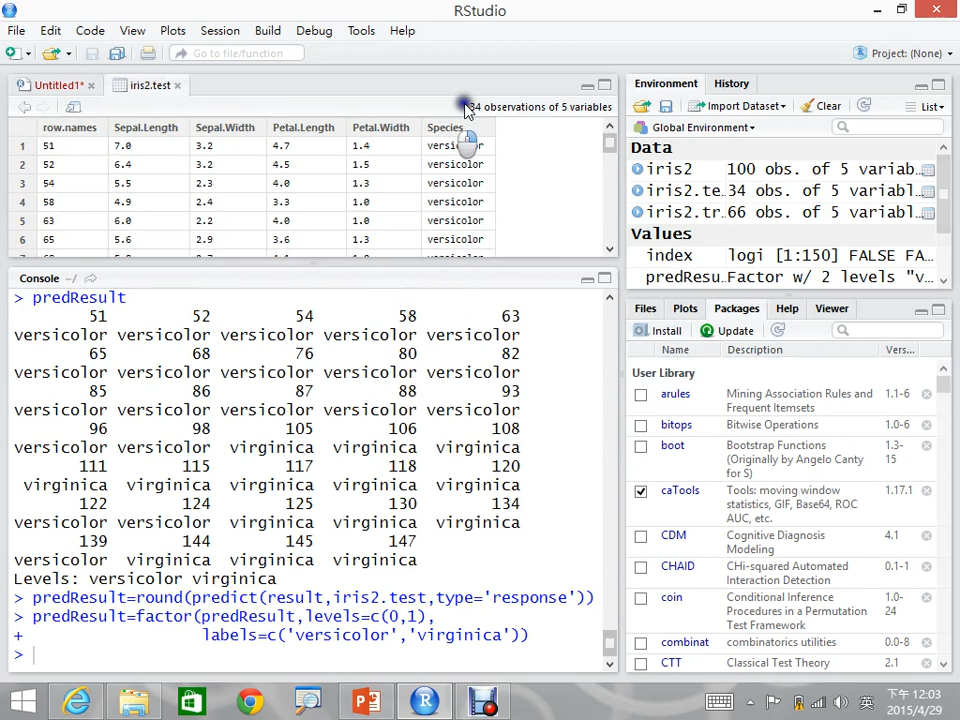 RStudio
File Edit Code View Plots Session Build Debug Tools Help
Go to file/function
Project: (None)
Untitled1* iris2.test
34 observations of 5 variables
row.names Sepal.Length Sepal.Width Petal.Length Petal.Width Species
1 51 7.0 3.2 4.7 1.4 versicolor
2 52 6.4 3.2 4.5 1.5 versicolor
3 54 5.5 2.3 4.0 1.3 versicolor
4 58 4.9 2.4 3.3 1.0 versicolor
5 63 6.0 2.2 4.0 1.0 versicolor
6 65 5.6 2.9 3.6 1.3 versicolor
Console ~/
> predResult
51 52 54 58 63
versicolor versicolor versicolor versicolor versicolor
65 68 76 80 82
versicolor versicolor versicolor versicolor versicolor
85 86 87 88 93
versicolor versicolor versicolor versicolor versicolor
96 98 105 106 108
versicolor versicolor virginica virginica virginica
111 115 117 118 120
virginica virginica virginica virginica virginica
122 124 125 130 134
versicolor versicolor virginica virginica virginica
139 144 145 147
versicolor virginica virginica virginica
Levels: versicolor virginica
> predResult=round(predict(result,iris2.test,type='response'))
> predResult=factor(predResult,levels=c(0,1),
+ labels=c('versicolor','virginica'))
>
Environment History
Import Dataset Clear List
Global Environment
Data
iris2 100 obs. of 5 variab…
iris2.te… 34 obs. of 5 variabl…
iris2.tr… 66 obs. of 5 variabl…
Values
index logi [1:150] FALSE FA…
predResu… Factor w/ 2 levels "v…
Files Plots Packages Help Viewer
Install Update
Name Description Vers…
User Library
arules Mining Association Rules and 1.1-6
Frequent Itemsets
bitops Bitwise Operations 1.0-6
boot Bootstrap Functions 1.3-
(Originally by Angelo Canty 15
for S)
caTools Tools: moving window 1.17.1
statistics, GIF, Base64, ROC
AUC, etc.
CDM Cognitive Diagnosis 4.1
Modeling
CHAID CHi-squared Automated 0.1-1
Interaction Detection
coin Conditional Inference 1.0-
Procedures in a Permutation 24
Test Framework
combinat combinatorics utilities 0.0-8
CTT Classical Test Theory 2.1
英
下午 12:03
2015/4/29